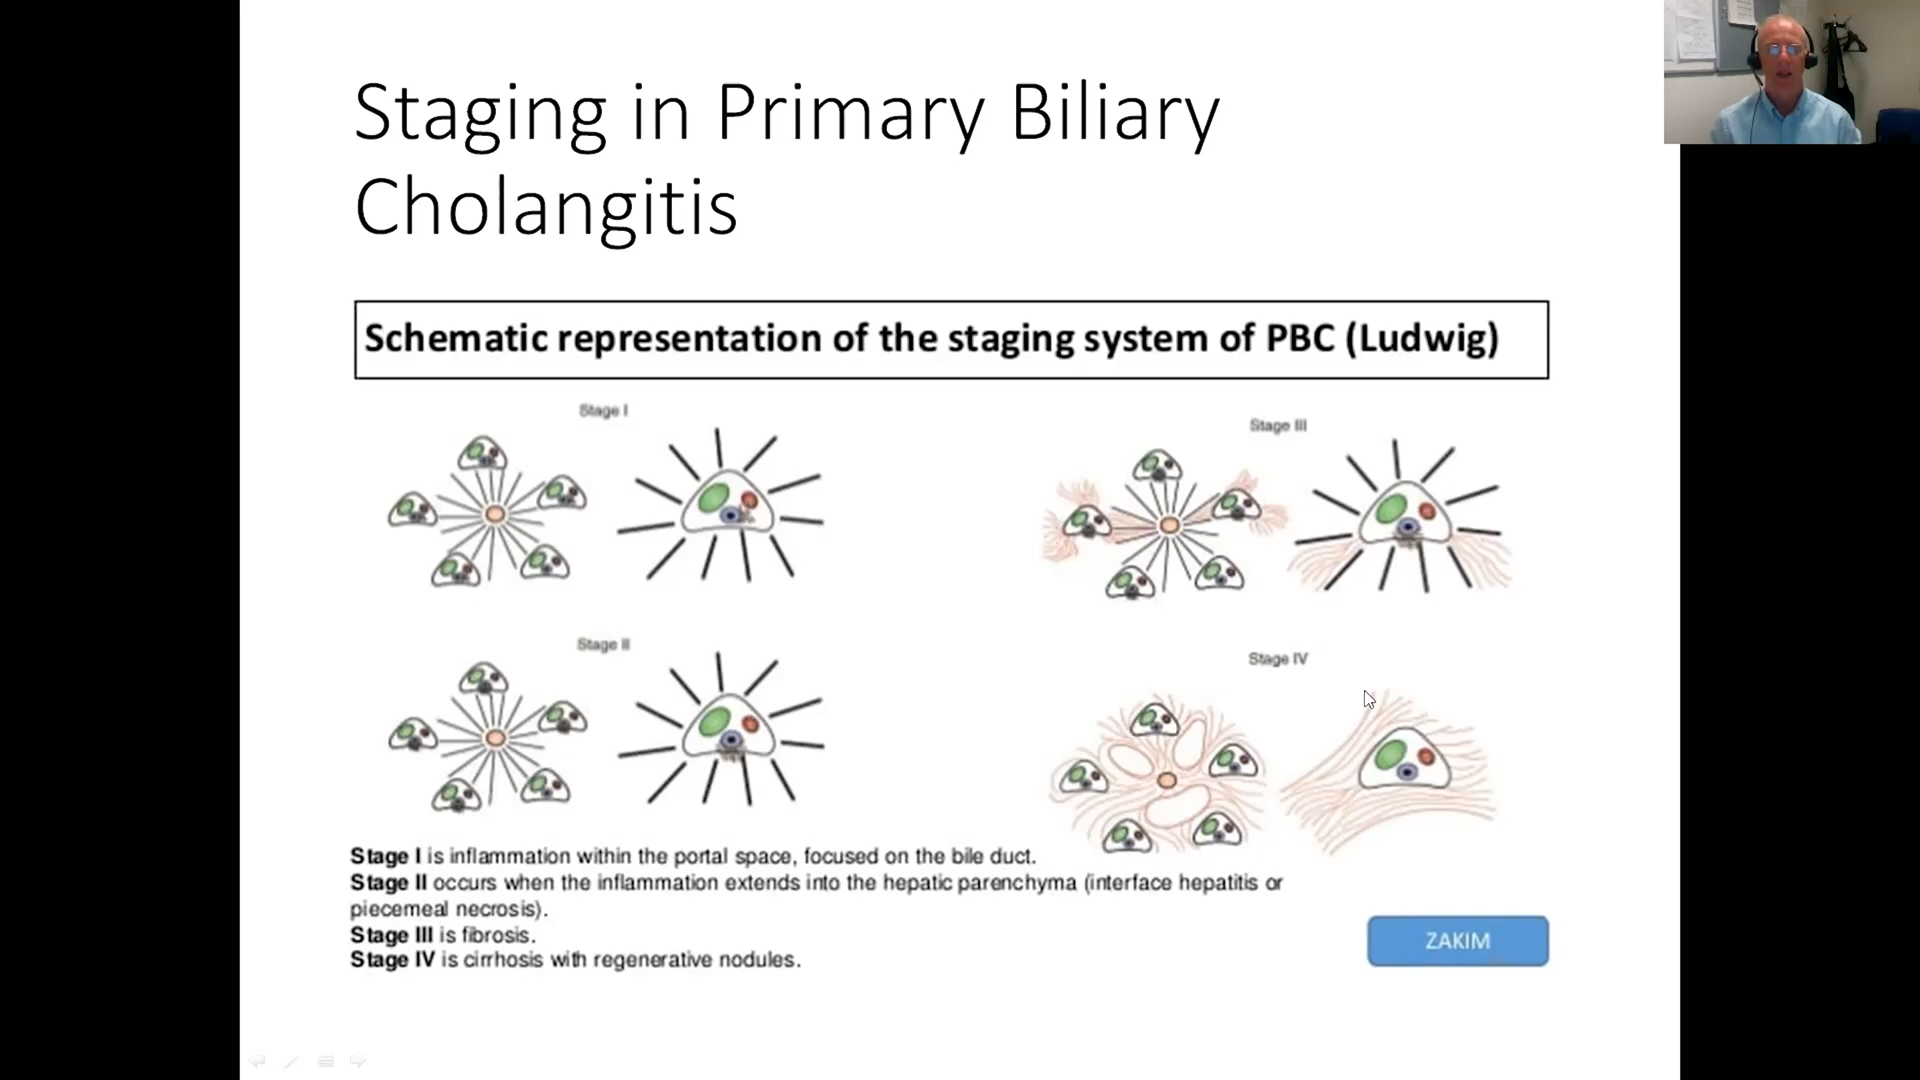 Staging in Primary Biliary
Cholangitis
Schematic representation of the staging system of PBC (Ludwig)
Stage I
Stage III
Stage II
Stage IV
Stage I is inflammation within the portal space, focused on the bile duct.
Stage II occurs when the inflammation extends into the hepatic parenchyma (interface hepatitis or
piecemeal necrosis).
Stage III is fibrosis.
Stage IV is cirrhosis with regenerative nodules.
ZAKIM